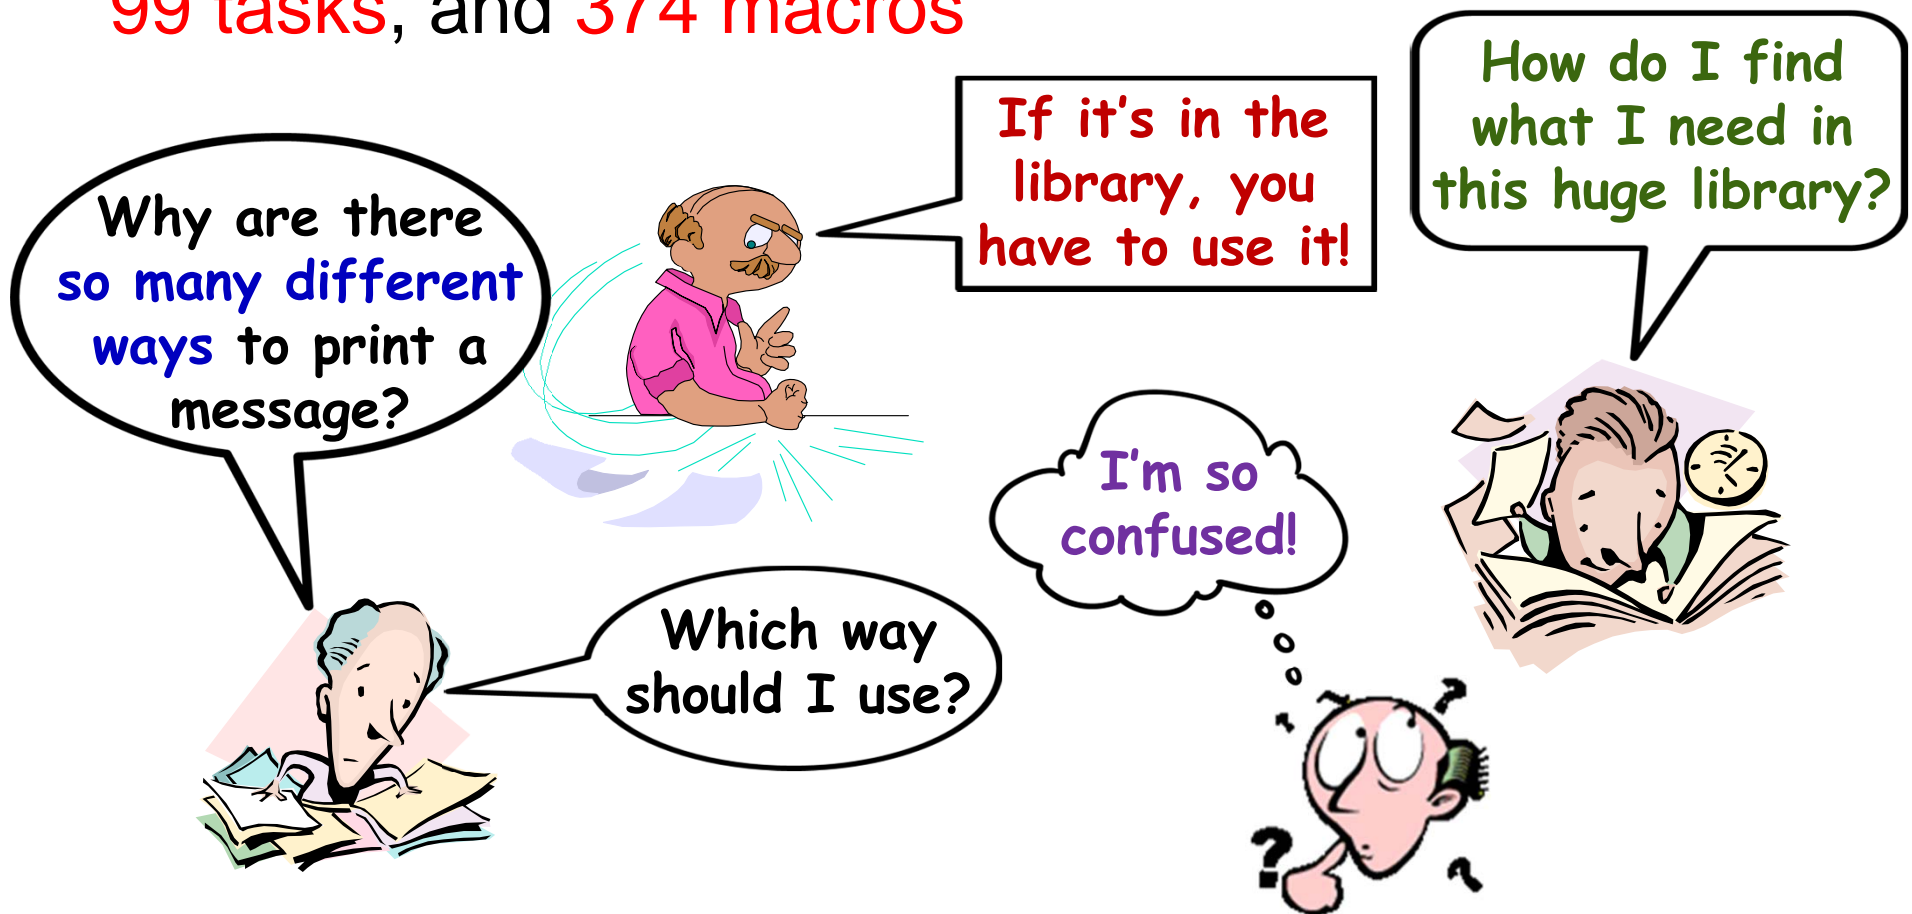 99 tasks, and 374 macros
How do I find
what I need in
this huge library?
If it's in the
library, you
have to use it!
Why are there
so many different
ways to print a
message?
I'm so
confused!
Which way
should I use?
?
?
?
?